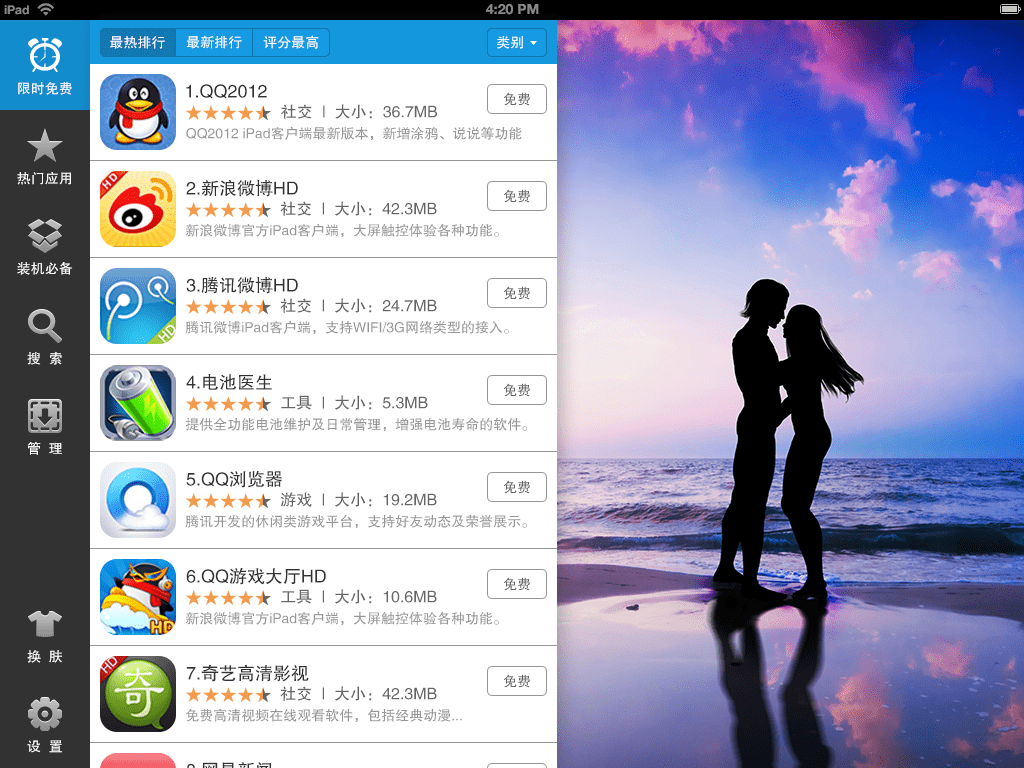 iPad
4:20 PM
限时免费
热门应用
装机必备
搜 索
管 理
换 肤
设 置
最热排行 最新排行 评分最高 类别
1.QQ2012
社交 | 大小：36.7MB
免费
QQ2012 iPad客户端最新版本，新增涂鸦、说说等功能
HD
2.新浪微博HD
社交 | 大小：42.3MB
免费
新浪微博官方iPad客户端，大屏触控体验各种功能。
HD
3.腾讯微博HD
社交 | 大小：24.7MB
免费
腾讯微博iPad客户端，支持WIFI/3G网络类型的接入。
4.电池医生
工具 | 大小：5.3MB
免费
提供全功能电池维护及日常管理，增强电池寿命的软件。
5.QQ浏览器
游戏 | 大小：19.2MB
免费
腾讯开发的休闲类游戏平台，支持好友动态及荣誉展示。
HD
6.QQ游戏大厅HD
工具 | 大小：10.6MB
免费
新浪微博官方iPad客户端，大屏触控体验各种功能。
HD
奇
7.奇艺高清影视
社交 | 大小：42.3MB
免费
免费高清视频在线观看软件，包括经典动漫...